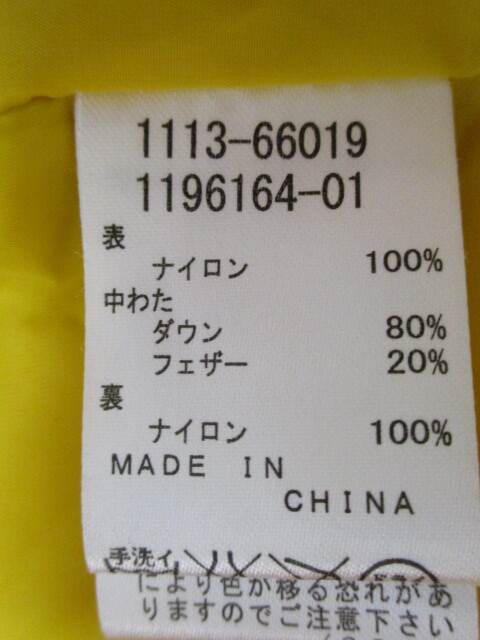 1113-66019
1196164-01
表
ナイロン 100%
中わた
ダウン 80%
フェザー 20%
裏
ナイロン 100%
MADE IN
CHINA
手洗イ
により色が移る恐れがあ
りますのでご注意下さい